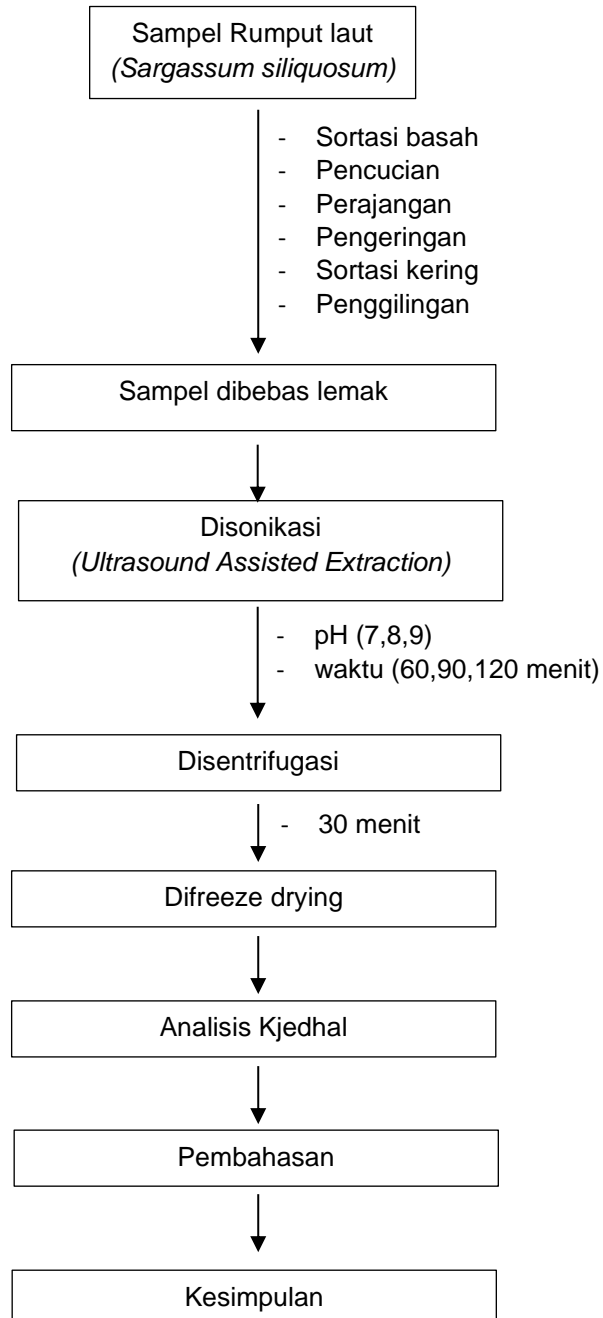 Sampel Rumput laut
(Sargassum siliquosum)
- Sortasi basah
- Pencucian
- Perajangan
- Pengeringan
- Sortasi kering
- Penggilingan
Sampel dibebas lemak
Disonikasi
(Ultrasound Assisted Extraction)
- pH (7,8,9)
- waktu (60,90,120 menit)
Disentrifugasi
- 30 menit
Difreeze drying
Analisis Kjedhal
Pembahasan
Kesimpulan